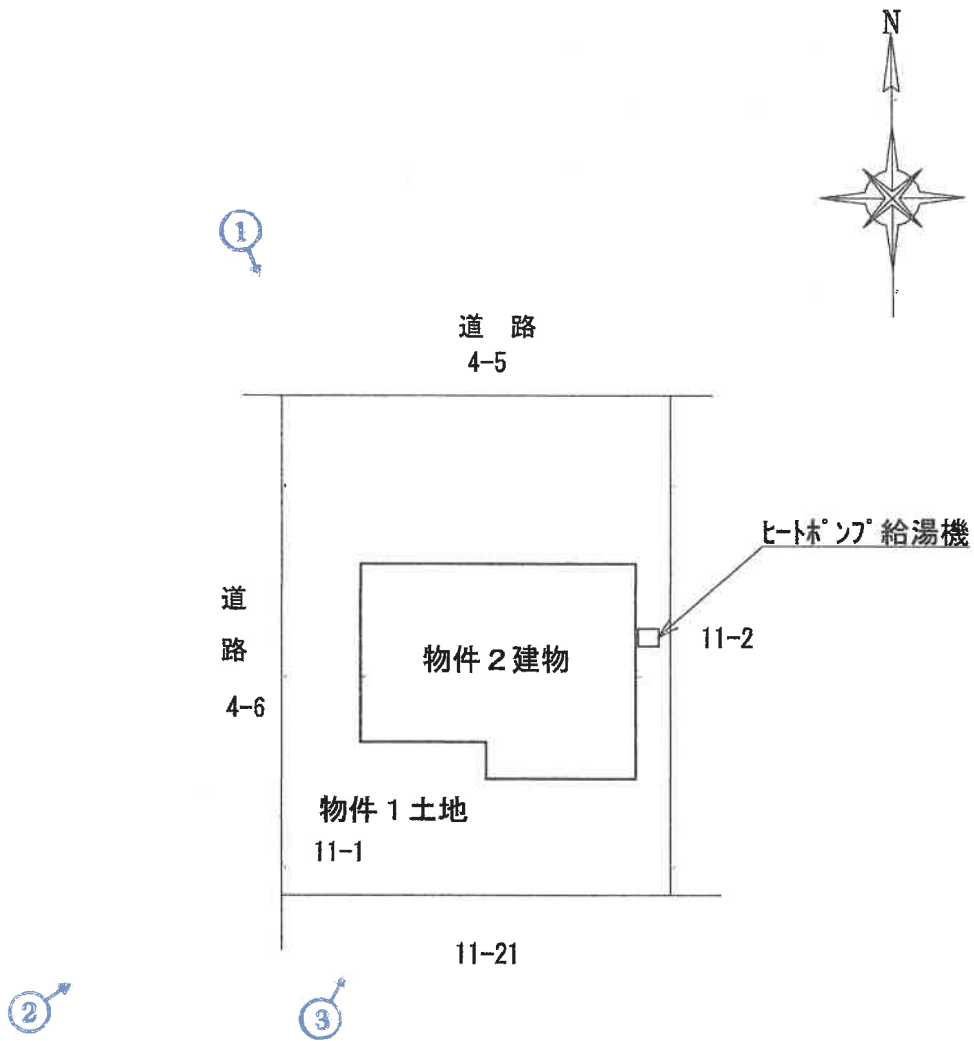 N
①
道 路
4-5
ﾋｰﾄﾎﾟﾝﾌﾟ給湯機
道
路
4-6
物件２建物
11-2
物件１土地
11-1
11-21
②
③